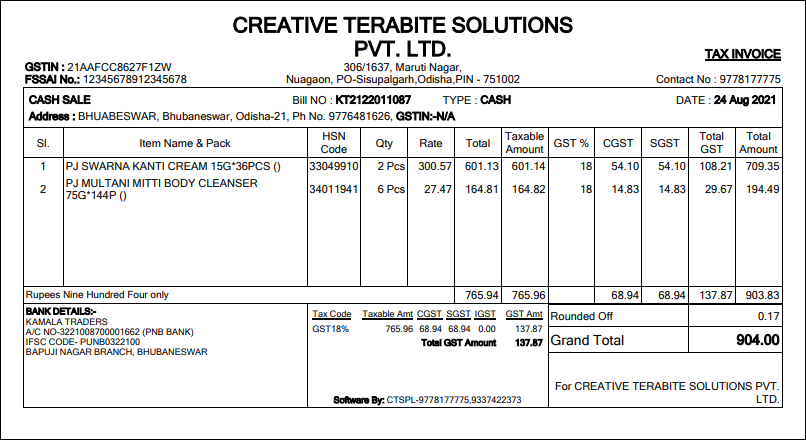 CREATIVE TERABITE SOLUTIONS
PVT. LTD.
TAX INVOICE
GSTIN : 21AAFCC8627F1ZW 306/1637, Maruti Nagar,
FSSAI No.: 12345678912345678 Nuagaon, PO-Sisupalgarh,Odisha,PIN - 751002 Contact No : 9778177775
CASH SALE Bill NO : KT2122011087 TYPE : CASH DATE : 24 Aug 2021
Address : BHUABESWAR, Bhubaneswar, Odisha-21, Ph No. 9776481626, GSTIN:-N/A
Sl. Item Name & Pack HSN Code Qty Rate Total Taxable Amount GST % CGST SGST Total GST Total Amount
1 PJ SWARNA KANTI CREAM 15G*36PCS () 33049910 2 Pcs 300.57 601.13 601.14 18 54.10 54.10 108.21 709.35
2 PJ MULTANI MITTI BODY CLEANSER 75G*144P () 34011941 6 Pcs 27.47 164.81 164.82 18 14.83 14.83 29.67 194.49
Rupees Nine Hundred Four only 765.94 765.96 68.94 68.94 137.87 903.83
BANK DETAILS:-
KAMALA TRADERS
A/C NO-3221008700001662 (PNB BANK)
IFSC CODE- PUNB0322100
BAPUJI NAGAR BRANCH, BHUBANESWAR
Tax Code Taxable Amt CGST SGST IGST GST Amt
GST18% 765.96 68.94 68.94 0.00 137.87
Total GST Amount 137.87
Software By: CTSPL-9778177775,9337422373
Rounded Off 0.17
Grand Total 904.00
For CREATIVE TERABITE SOLUTIONS PVT.
LTD.